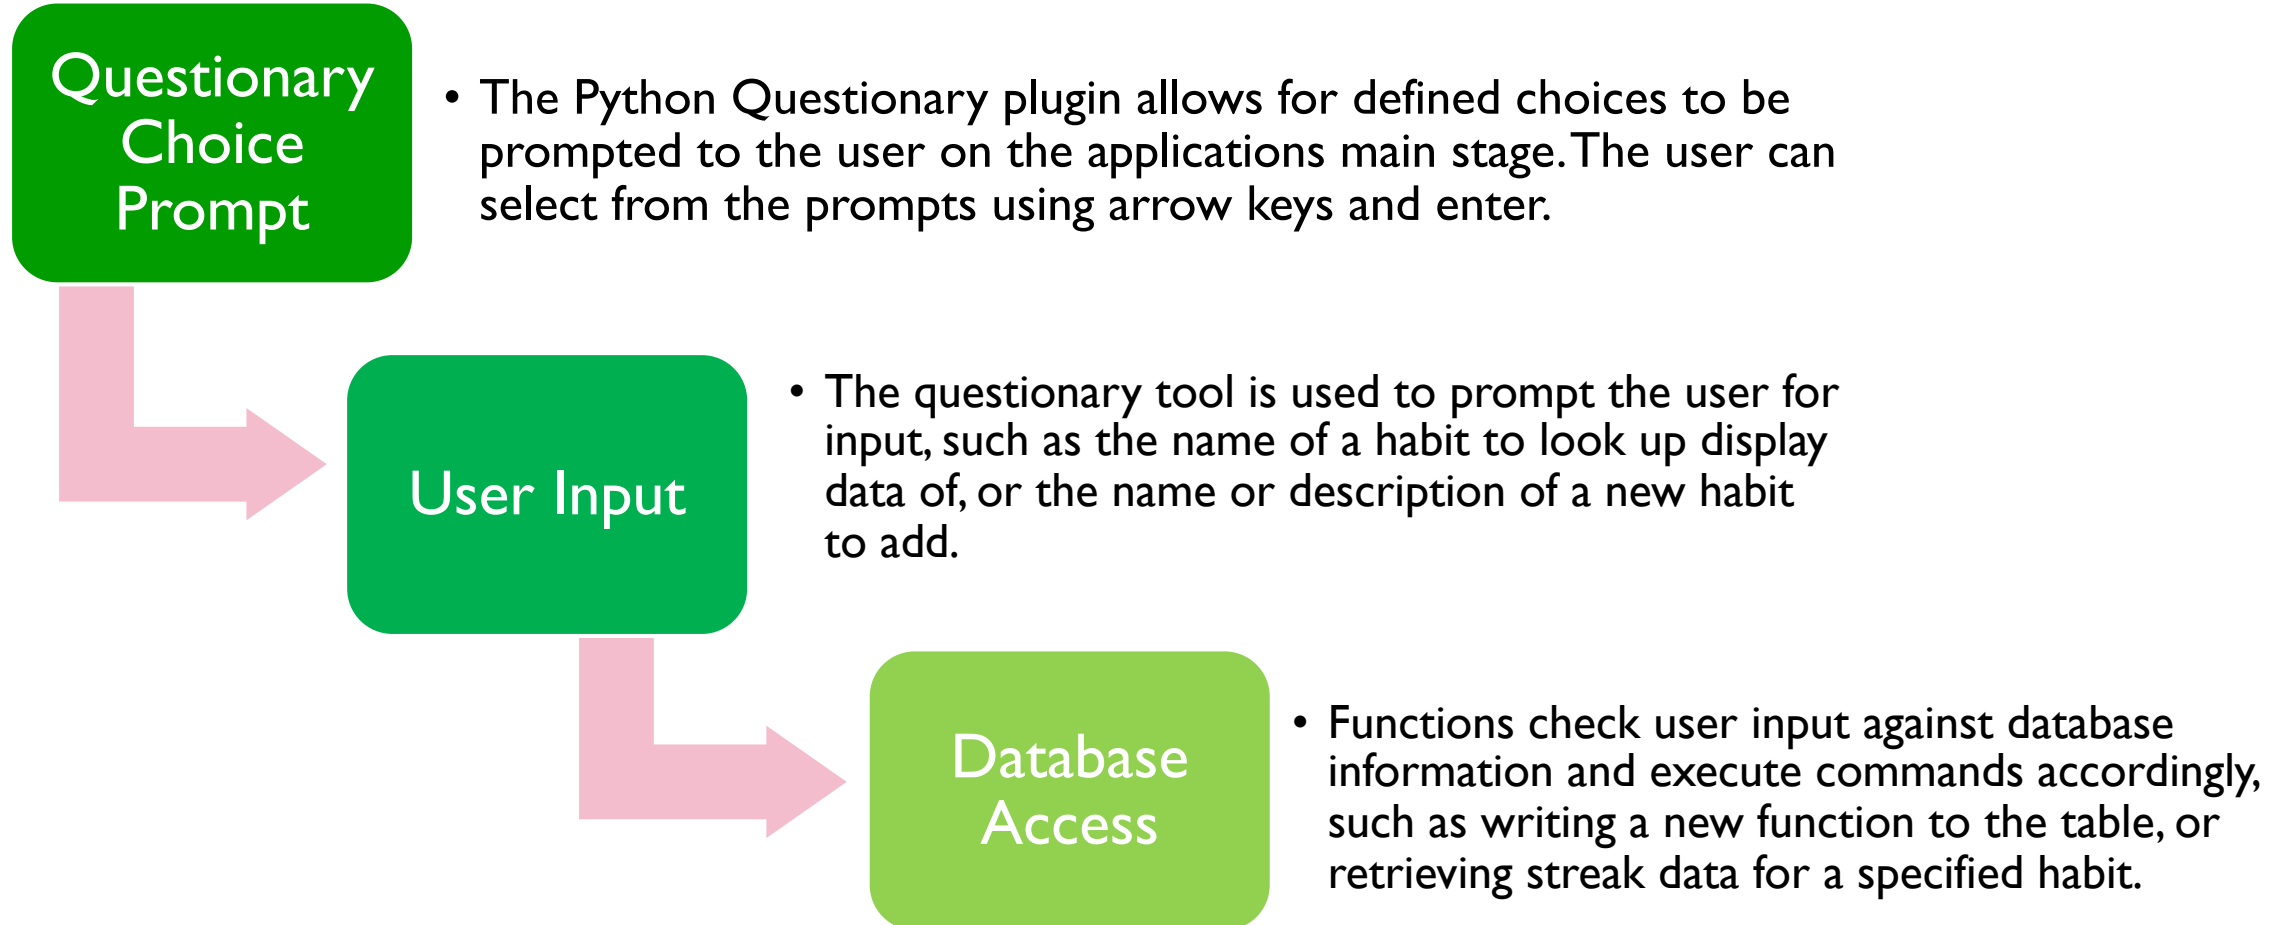 Questionary
Choice
Prompt
• The Python Questionary plugin allows for defined choices to be
prompted to the user on the applications main stage. The user can
select from the prompts using arrow keys and enter.
User Input
• The questionary tool is used to prompt the user for
input, such as the name of a habit to look up display
data of, or the name or description of a new habit
to add.
Database
Access
• Functions check user input against database
information and execute commands accordingly,
such as writing a new function to the table, or
retrieving streak data for a specified habit.